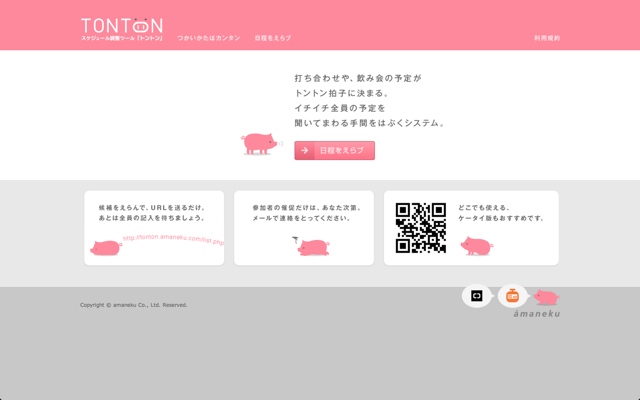 TONTON
スケジュール調整ツール「トントン」
つかいかたはカンタン
日程をえらブ
利用規約
打ち合わせや、飲み会の予定が
トントン拍子に決まる。
イチイチ全員の予定を
聞いてまわる手間をはぶくシステム。
日程をえらブ
候補をえらんで、URLを送るだけ。
あとは全員の記入を待ちましょう。
http://tonton.amaneku.com/list.php
参加者の催促だけは、あなた次第。
メールで連絡をとってください。
どこでも使える、
ケータイ版もおすすめです。
Copyright © amaneku Co., Ltd. Reserved.
ámaneku